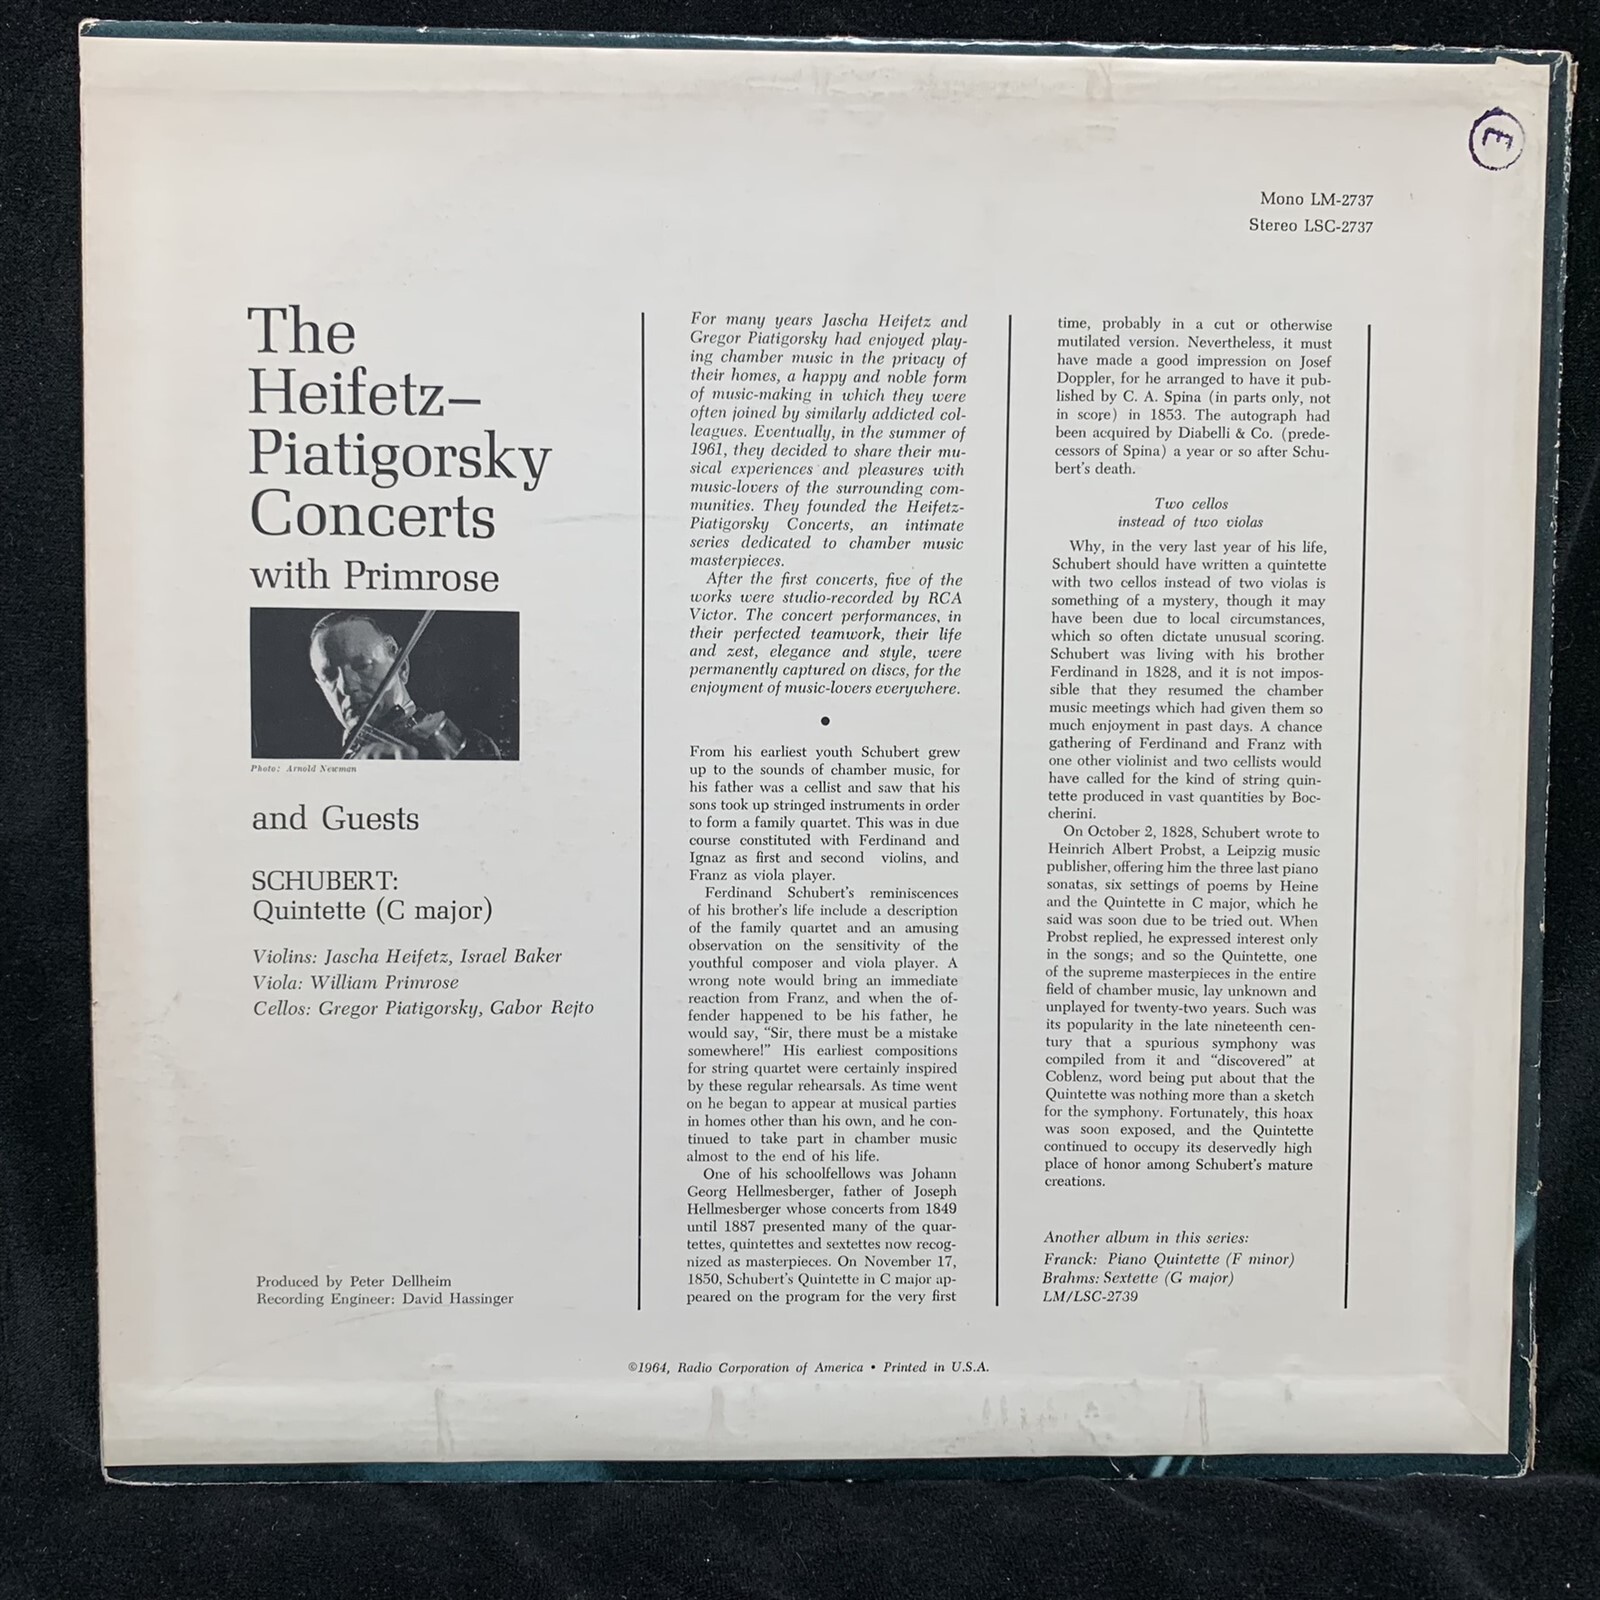 E
Mono LM-2737
Stereo LSC-2737
The
Heifetz–
Piatigorsky
Concerts
with Primrose
Photo: Arnold Newman
and Guests
SCHUBERT:
Quintette (C major)
Violins: Jascha Heifetz, Israel Baker
Viola: William Primrose
Cellos: Gregor Piatigorsky, Gabor Rejto
Produced by Peter Dellheim
Recording Engineer: David Hassinger
For many years Jascha Heifetz and
Gregor Piatigorsky had enjoyed play-
ing chamber music in the privacy of
their homes, a happy and noble form
of music-making in which they were
often joined by similarly addicted col-
leagues. Eventually, in the summer of
1961, they decided to share their mu-
sical experiences and pleasures with
music-lovers of the surrounding com-
munities. They founded the Heifetz-
Piatigorsky Concerts, an intimate
series dedicated to chamber music
masterpieces.
After the first concerts, five of the
works were studio-recorded by RCA
Victor. The concert performances, in
their perfected teamwork, their life
and zest, elegance and style, were
permanently captured on discs, for the
enjoyment of music-lovers everywhere.
•
From his earliest youth Schubert grew
up to the sounds of chamber music, for
his father was a cellist and saw that his
sons took up stringed instruments in order
to form a family quartet. This was in due
course constituted with Ferdinand and
Ignaz as first and second violins, and
Franz as viola player.
Ferdinand Schubert's reminiscences
of his brother's life include a description
of the family quartet and an amusing
observation on the sensitivity of the
youthful composer and viola player. A
wrong note would bring an immediate
reaction from Franz, and when the of-
fender happened to be his father, he
would say, "Sir, there must be a mistake
somewhere!" His earliest compositions
for string quartet were certainly inspired
by these regular rehearsals. As time went
on he began to appear at musical parties
in homes other than his own, and he con-
tinued to take part in chamber music
almost to the end of his life.
One of his schoolfellows was Johann
Georg Hellmesberger, father of Joseph
Hellmesberger whose concerts from 1849
until 1887 presented many of the quar-
tettes, quintettes and sextettes now recog-
nized as masterpieces. On November 17,
1850, Schubert's Quintette in C major ap-
peared on the program for the very first
time, probably in a cut or otherwise
mutilated version. Nevertheless, it must
have made a good impression on Josef
Doppler, for he arranged to have it pub-
lished by C. A. Spina (in parts only, not
in score) in 1853. The autograph had
been acquired by Diabelli & Co. (prede-
cessors of Spina) a year or so after Schu-
bert's death.
Two cellos
instead of two violas
Why, in the very last year of his life,
Schubert should have written a quintette
with two cellos instead of two violas is
something of a mystery, though it may
have been due to local circumstances,
which so often dictate unusual scoring.
Schubert was living with his brother
Ferdinand in 1828, and it is not impos-
sible that they resumed the chamber
music meetings which had given them so
much enjoyment in past days. A chance
gathering of Ferdinand and Franz with
one other violinist and two cellists would
have called for the kind of string quin-
tette produced in vast quantities by Boc-
cherini.
On October 2, 1828, Schubert wrote to
Heinrich Albert Probst, a Leipzig music
publisher, offering him the three last piano
sonatas, six settings of poems by Heine
and the Quintette in C major, which he
said was soon due to be tried out. When
Probst replied, he expressed interest only
in the songs; and so the Quintette, one
of the supreme masterpieces in the entire
field of chamber music, lay unknown and
unplayed for twenty-two years. Such was
its popularity in the late nineteenth cen-
tury that a spurious symphony was
compiled from it and "discovered" at
Coblenz, word being put about that the
Quintette was nothing more than a sketch
for the symphony. Fortunately, this hoax
was soon exposed, and the Quintette
continued to occupy its deservedly high
place of honor among Schubert's mature
creations.
Another album in this series:
Franck: Piano Quintette (F minor)
Brahms: Sextette (G major)
LM/LSC-2739
©1964, Radio Corporation of America • Printed in U.S.A.